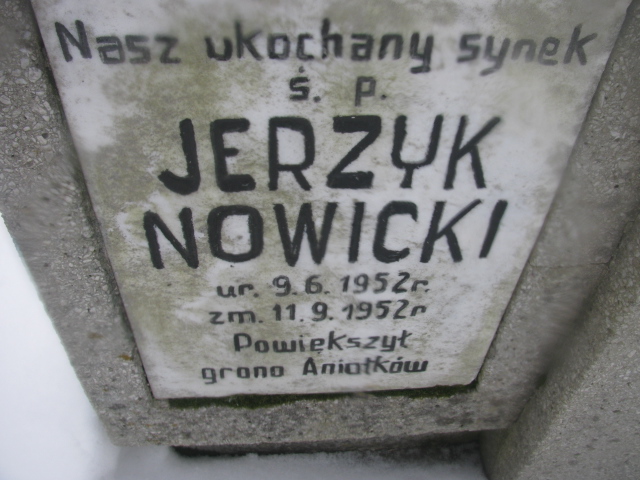 Nasz ukochany synek
ś. p.
JERZYK
NOWICKI
ur. 9.6.1952r.
zm. 11.9.1952r
Powiększył
grono Aniołków